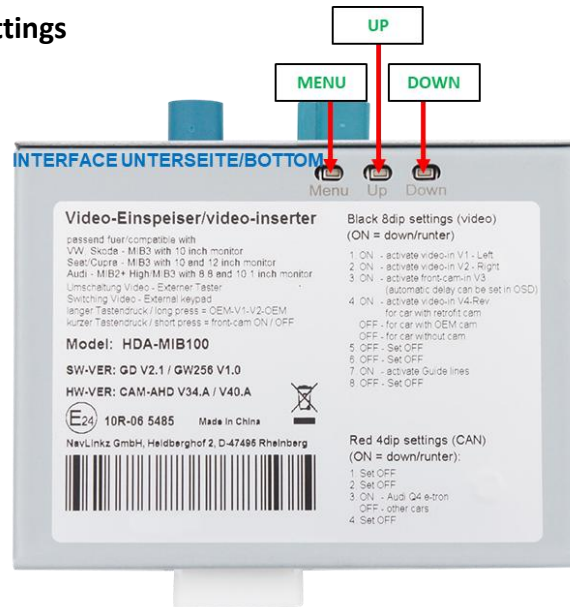 ttings
UP
MENU
DOWN
INTERFACE UNTERSEITE/BOTTOM
Menu Up Down
Video-Einspeiser/video-inserter
passend fuer/compatible with
VW, Skoda - MIB3 with 10 inch monitor
Seat/Cupra - MIB3 with 10 and 12 inch monitor
Audi - MIB2+ High/MIB3 with 8.8 and 10.1 inch monitor
Umschaltung Video - Externer Taster
Switching Video - External keypad
langer Tastendruck / long press = OEM-V1-V2-OEM
kurzer Tastendruck / short press = front-cam ON / OFF
Model: HDA-MIB100
SW-VER: GD V2.1 / GW256 V1.0
HW-VER: CAM-AHD V34.A / V40.A
E24 10R-06 5485 Made in China
NavLinkz GmbH, Heidberghof 2, D-47495 Rheinberg
Black 8dip settings (video)
(ON = down/runter)
1 ON - activate video-in V1 - Left
2 ON - activate video-in V2 - Right
3 ON - activate front-cam-in V3
(automatic delay can be set in OSD)
4 ON - activate video-in V4-Rev
for car with retrofit cam
OFF - for car with OEM cam
OFF - for car without cam
5 OFF - Set OFF
6 OFF - Set OFF
7 ON - activate Guide lines
8 OFF - Set OFF
Red 4dip settings (CAN)
(ON = down/runter):
1 Set OFF
2 Set OFF
3 ON - Audi Q4 e-tron
OFF - other cars
4 Set OFF